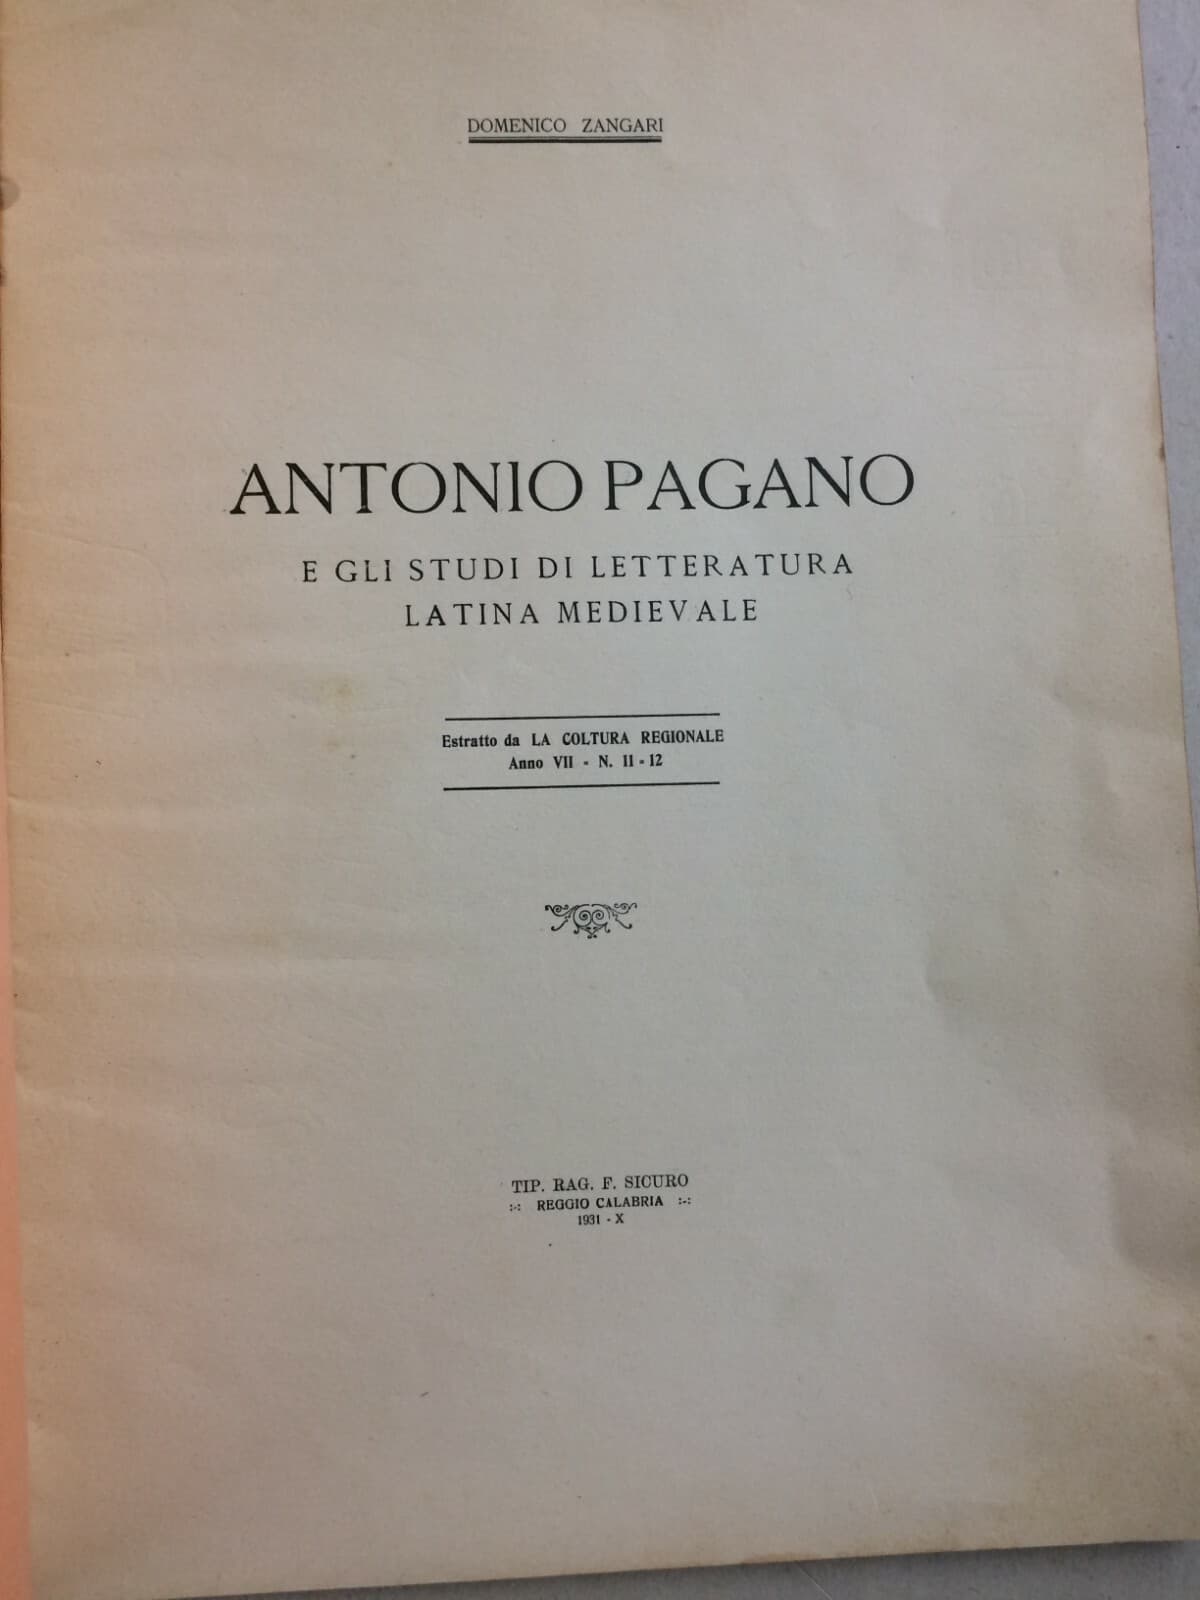 DOMENICO ZANGARI
ANTONIO PAGANO
E GLI STUDI DI LETTERATURA
LATINA MEDIEVALE
Estratto da LA COLTURA REGIONALE
Anno VII - N. 11 - 12
TIP. RAG. F. SICURO
:-: REGGIO CALABRIA :-:
1931 - X